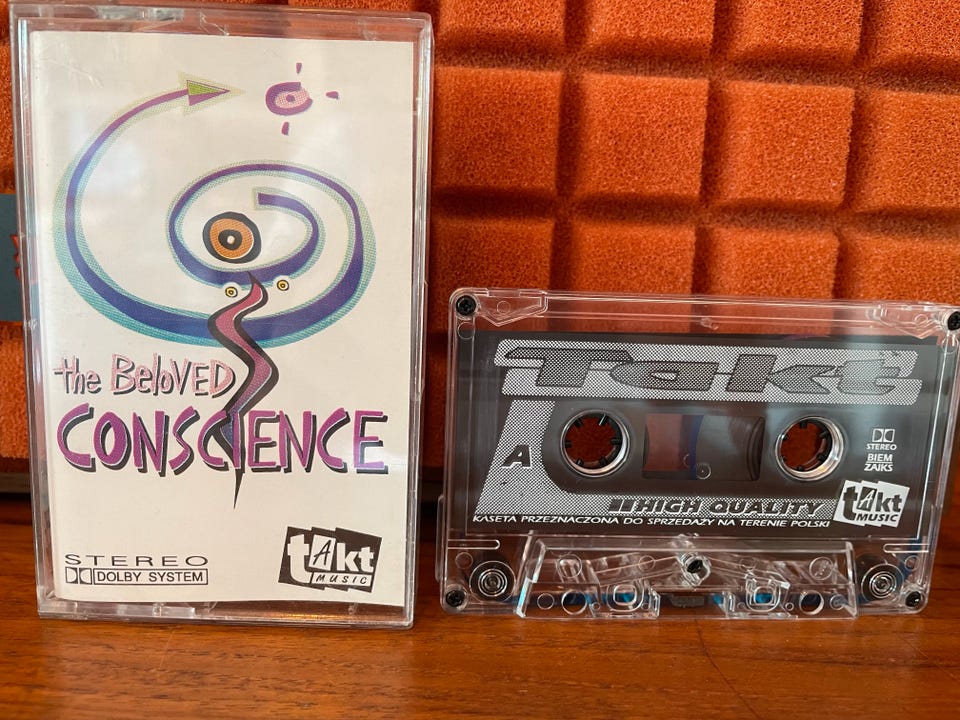 the BeloVED
CONSCIENCE
STEREO
DOLBY SYSTEM
tAkt
MUSIC
Takt
A
STEREO
BIEM
ZAIKS
HIGH QUALITY
tAkt
MUSIC
KASETA PRZEZNACZONA DO SPRZEDAŻY NA TERENIE POLSKI